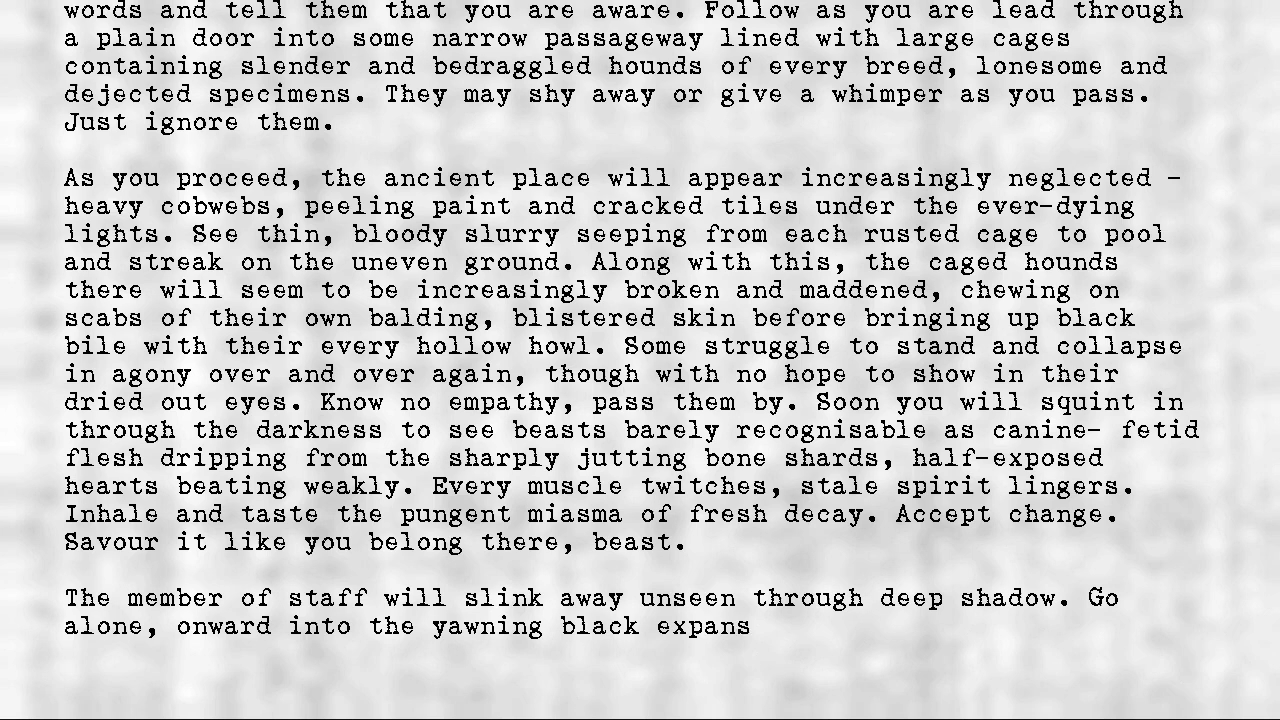 words and tell them that you are aware. Follow as you are lead through
a plain door into some narrow passageway lined with large cages
containing slender and bedraggled hounds of every breed, lonesome and
dejected specimens. They may shy away or give a whimper as you pass.
Just ignore them.

As you proceed, the ancient place will appear increasingly neglected -
heavy cobwebs, peeling paint and cracked tiles under the ever-dying
lights. See thin, bloody slurry seeping from each rusted cage to pool
and streak on the uneven ground. Along with this, the caged hounds
there will seem to be increasingly broken and maddened, chewing on
scabs of their own balding, blistered skin before bringing up black
bile with their every hollow howl. Some struggle to stand and collapse
in agony over and over again, though with no hope to show in their
dried out eyes. Know no empathy, pass them by. Soon you will squint in
through the darkness to see beasts barely recognisable as canine- fetid
flesh dripping from the sharply jutting bone shards, half-exposed
hearts beating weakly. Every muscle twitches, stale spirit lingers.
Inhale and taste the pungent miasma of fresh decay. Accept change.
Savour it like you belong there, beast.

The member of staff will slink away unseen through deep shadow. Go
alone, onward into the yawning black expans